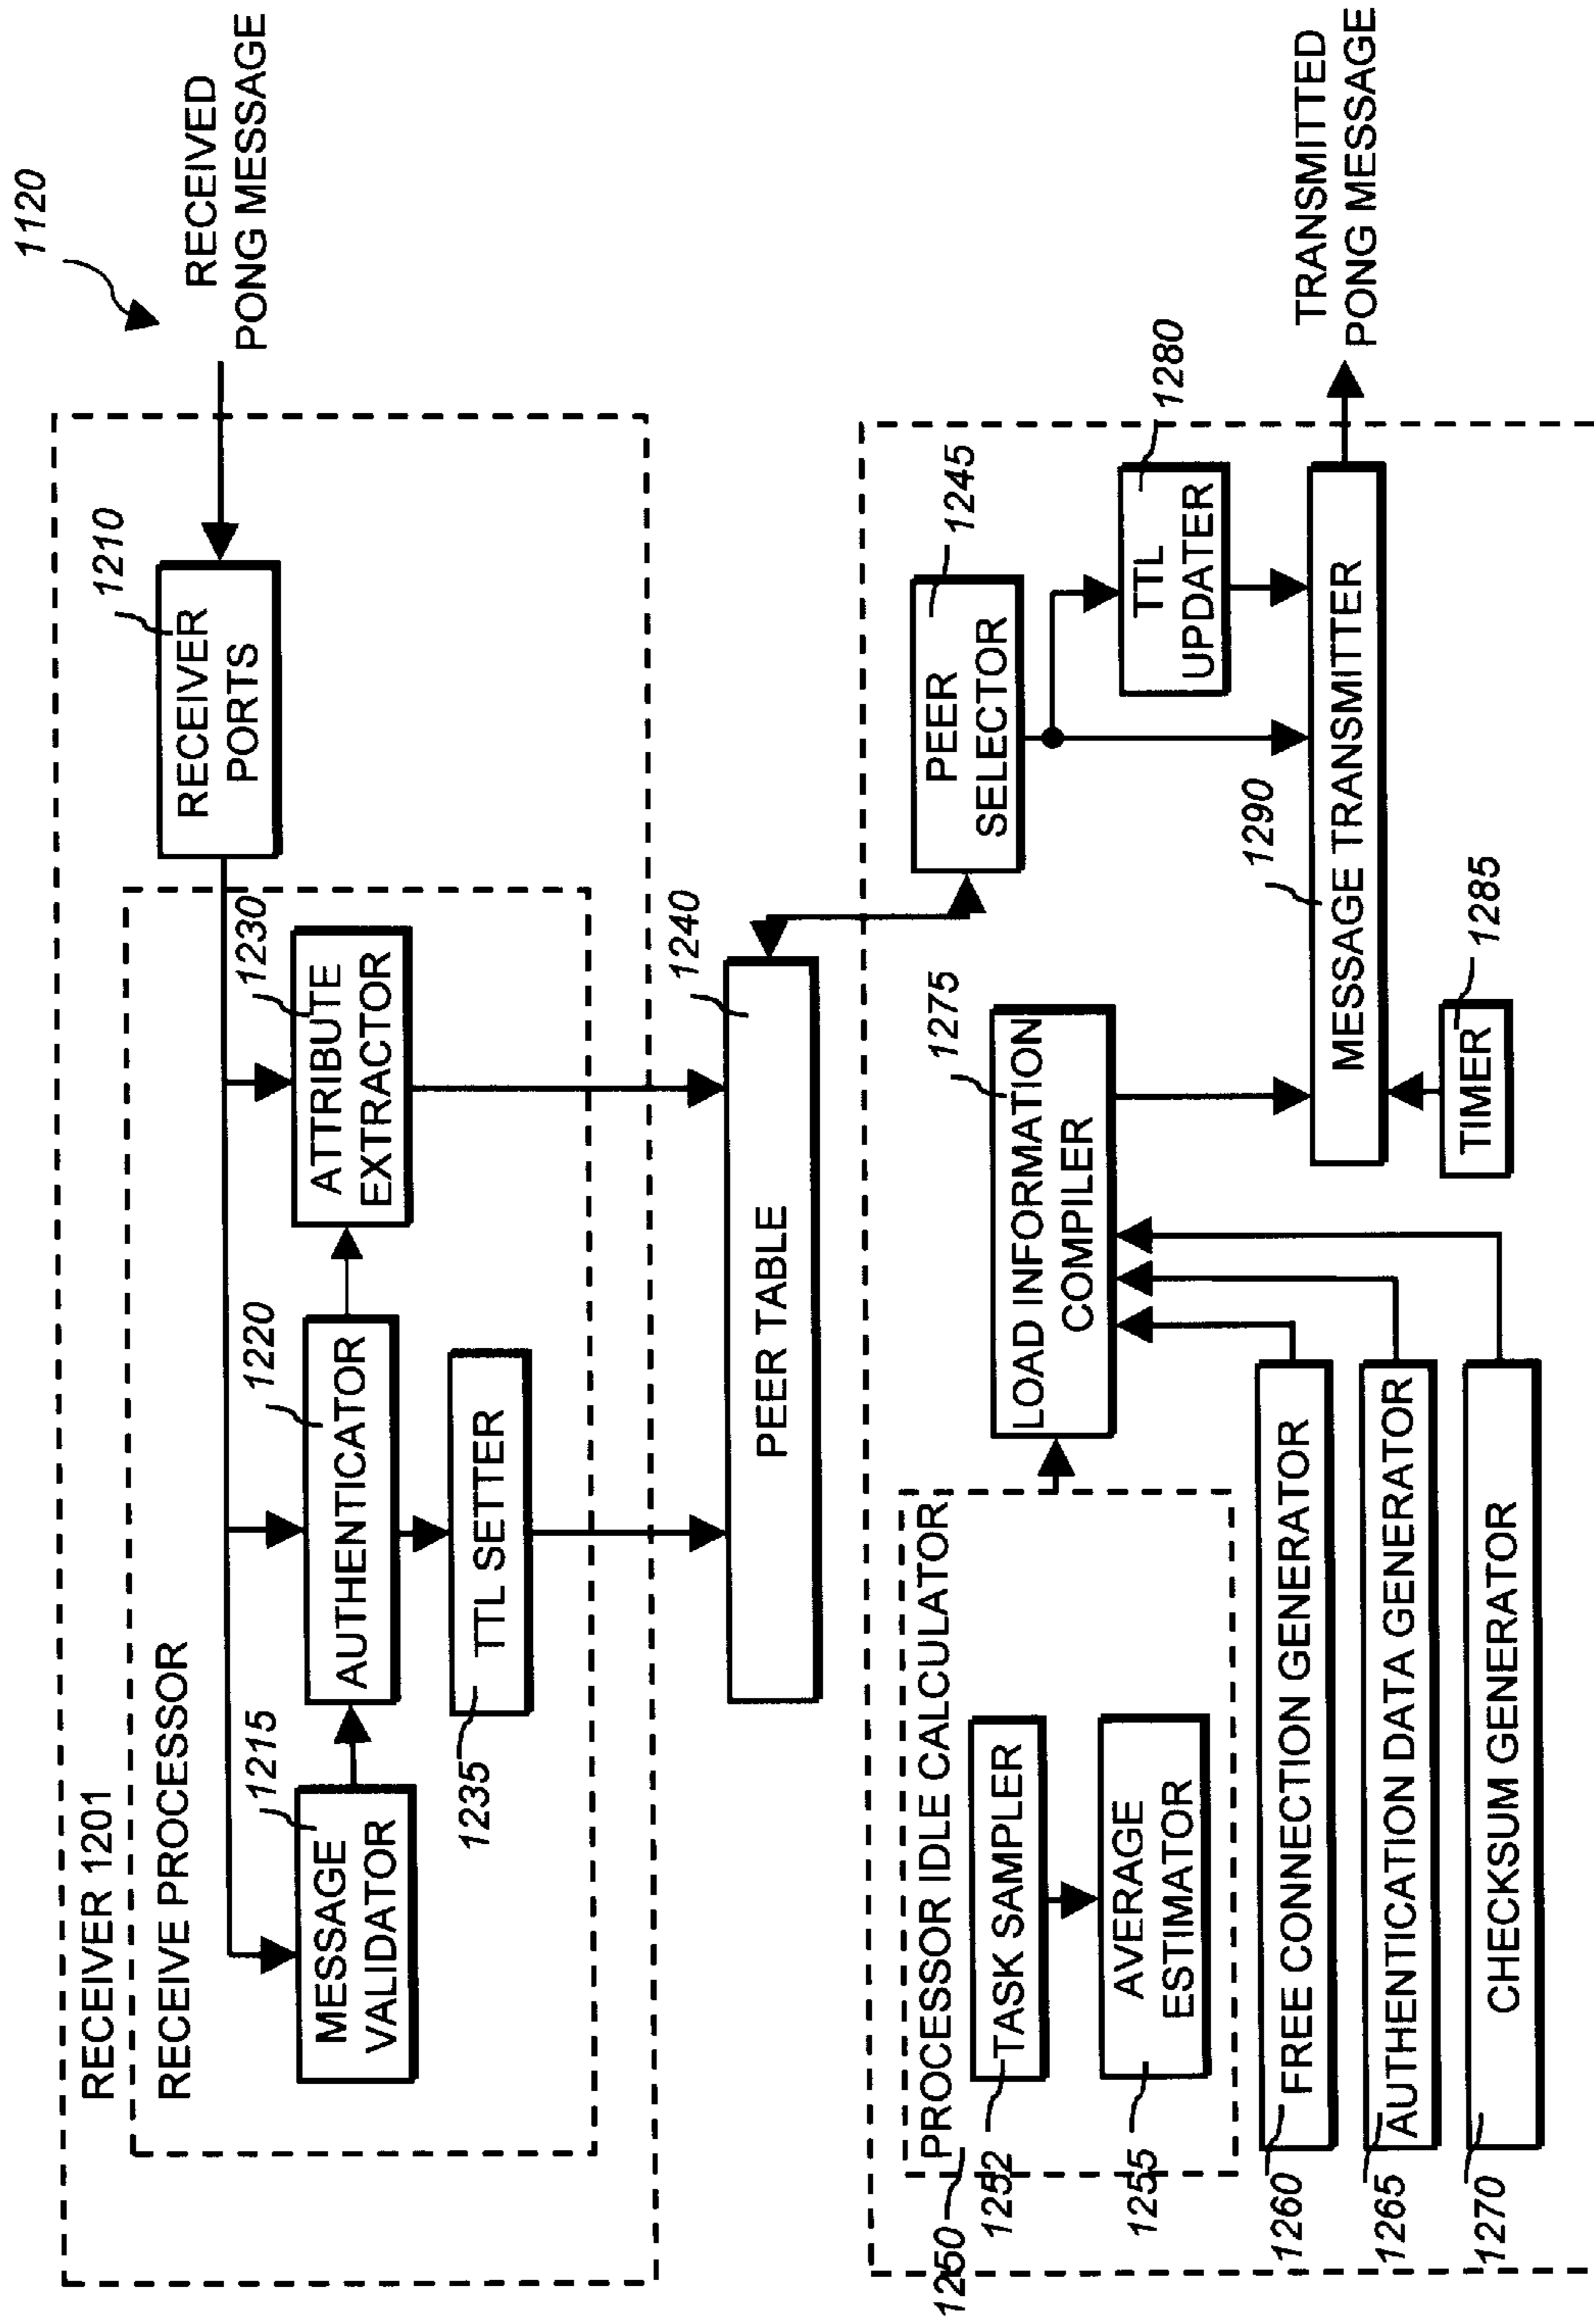 1120
RECEIVED
PONG MESSAGE
RECEIVER 1201
RECEIVE PROCESSOR
1210
RECEIVER
PORTS
1215
MESSAGE
VALIDATOR
1220
AUTHENTICATOR
1230
ATTRIBUTE
EXTRACTOR
1235
TTL SETTER
1240
PEER TABLE
1245
PEER
SELECTOR
1280
TTL
UPDATER
TRANSMITTED
PONG MESSAGE
1250
PROCESSOR IDLE CALCULATOR
1252
TASK SAMPLER
1255
AVERAGE
ESTIMATOR
1275
LOAD INFORMATION
COMPILER
1290
MESSAGE TRANSMITTER
1285
TIMER
1260
FREE CONNECTION GENERATOR
1265
AUTHENTICATION DATA GENERATOR
1270
CHECKSUM GENERATOR